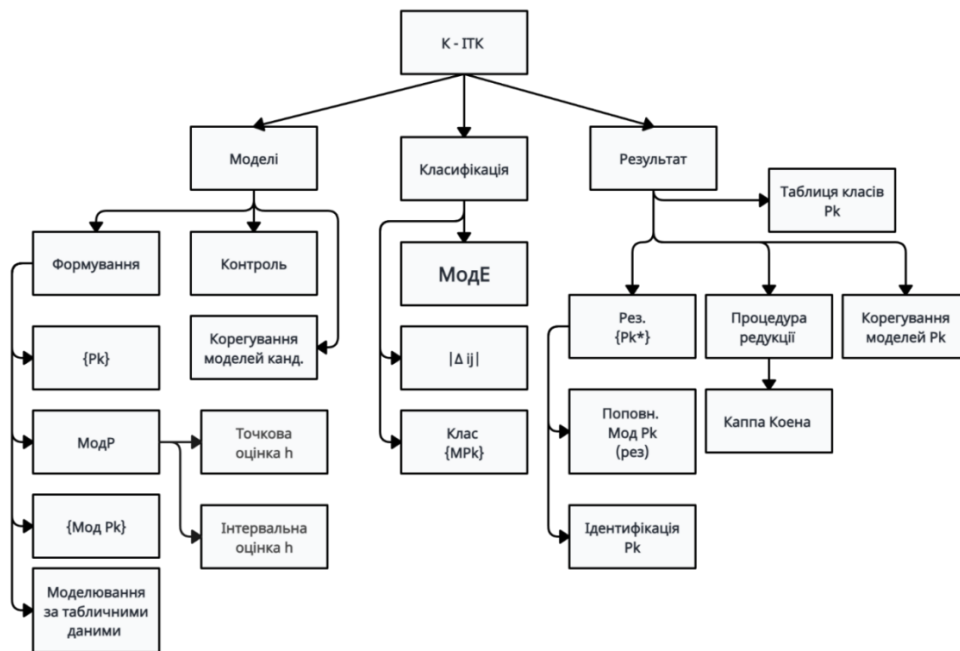 К - ІТК
Моделі
Класифікація
Результат
Таблиця класів
Pk
Формування
Контроль
МодЕ
Рез.
{Pk*}
Процедура
редукції
Корегування
моделей Pk
{Pk}
Корегування
моделей канд.
|Δ ij|
МодР
Точкова
оцінка h
Клас
{MPk}
Поповн.
Мод Pk
(рез)
Каппа Коена
{Мод Pk}
Інтервальна
оцінка h
Ідентифікація
Pk
Моделювання
за табличними
даними